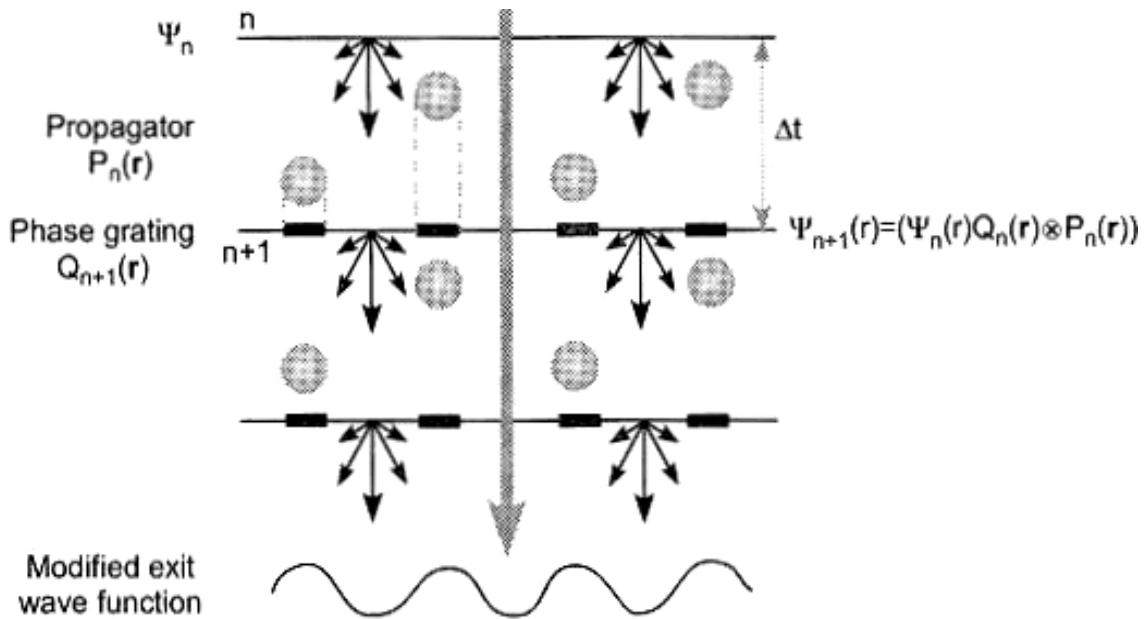 n
Ψₙ
Propagator
Pₙ(r)
Δt
Phase grating
Qₙ₊₁(r)
n+1
Ψₙ₊₁(r)=(Ψₙ(r)Qₙ(r)⊗Pₙ(r))
Modified exit
wave function